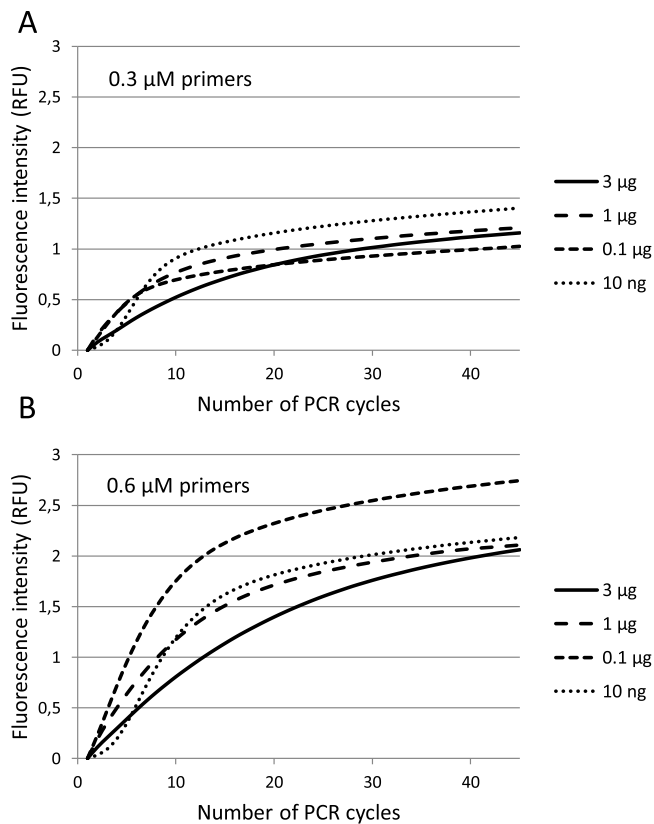 A
Fluorescence intensity (RFU)
3
2,5
2
1,5
1
0,5
0
0.3 µM primers
0 10 20 30 40
Number of PCR cycles
3 µg
1 µg
0.1 µg
10 ng
B
Fluorescence intensity (RFU)
3
2,5
2
1,5
1
0,5
0
0.6 µM primers
0 10 20 30 40
Number of PCR cycles
3 µg
1 µg
0.1 µg
10 ng